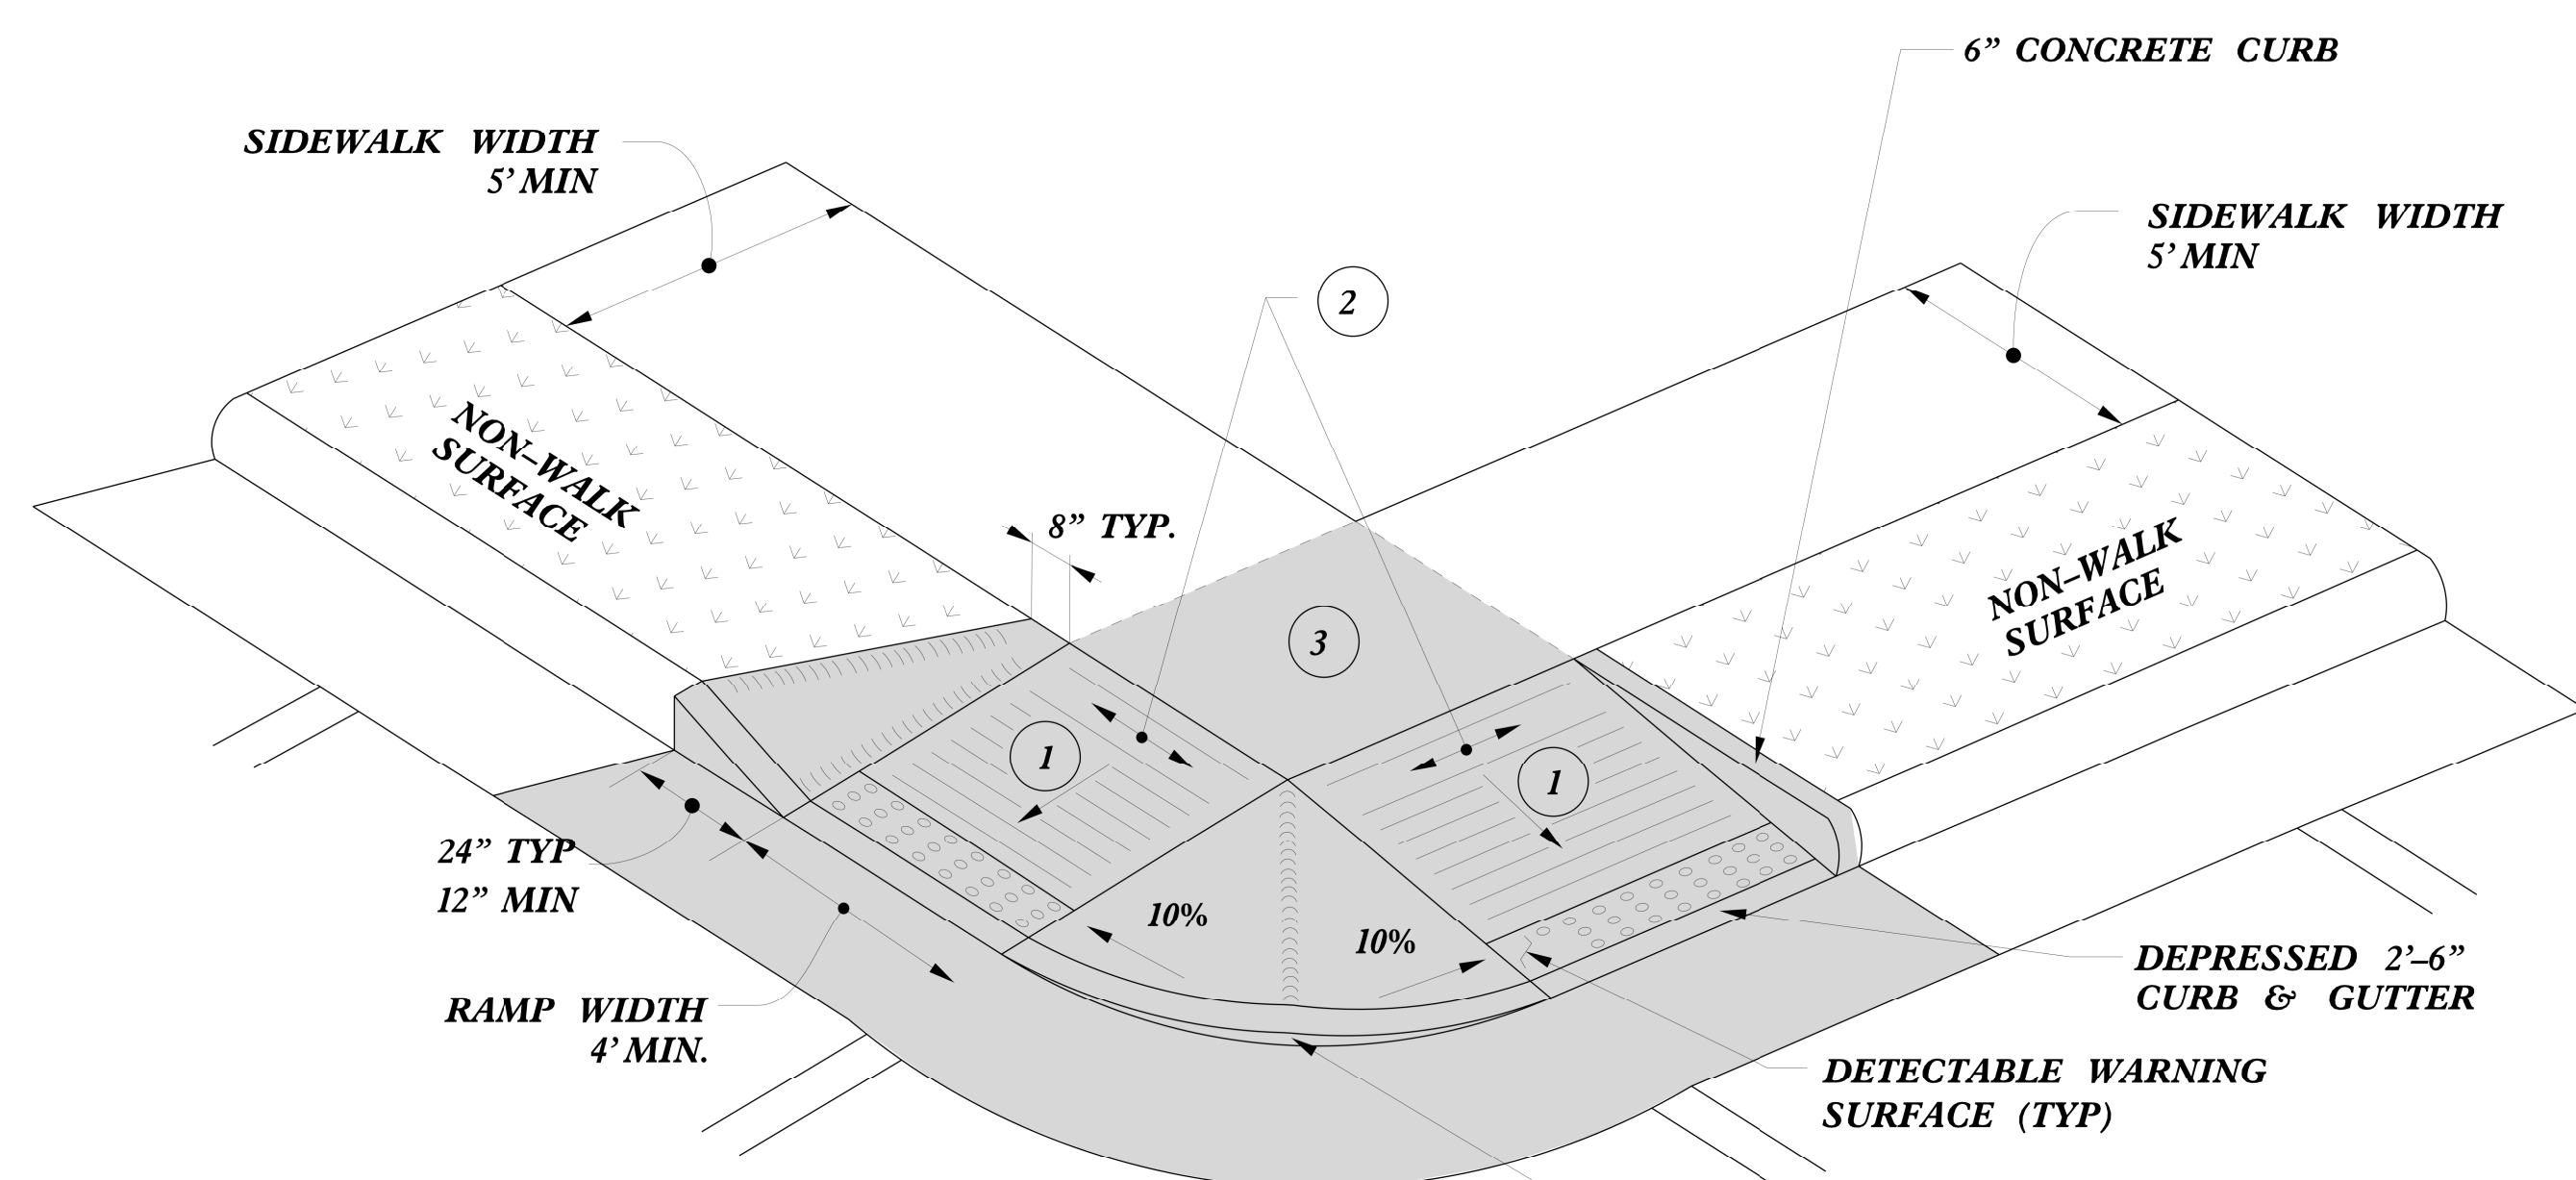 6” CONCRETE CURB
SIDEWALK WIDTH
5’ MIN
SIDEWALK WIDTH
5’ MIN
2
NON–WALK
SURFACE
8” TYP.
NON–WALK
SURFACE
3
1
1
24” TYP
12” MIN
10%
10%
DEPRESSED 2’–6”
CURB & GUTTER
RAMP WIDTH
4’ MIN.
DETECTABLE WARNING
SURFACE (TYP)